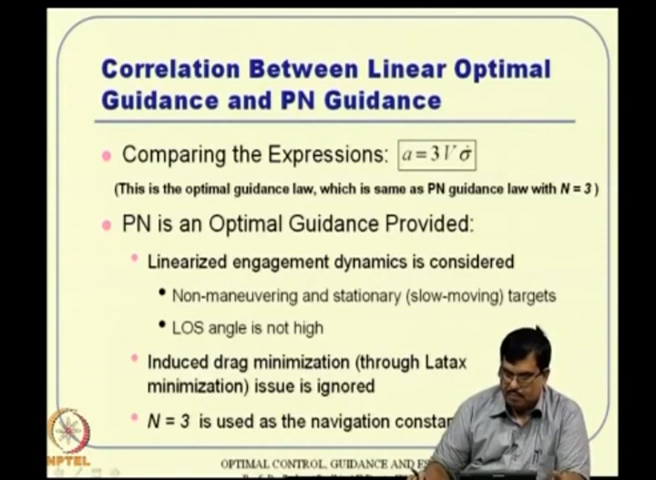 Correlation Between Linear Optimal
Guidance and PN Guidance
Comparing the Expressions: a = 3 V σ̇
(This is the optimal guidance law, which is same as PN guidance law with N = 3 )
PN is an Optimal Guidance Provided:
Linearized engagement dynamics is considered
Non-maneuvering and stationary (slow-moving) targets
LOS angle is not high
Induced drag minimization (through Latax
minimization) issue is ignored
N = 3 is used as the navigation
NPTEL
OPTIMAL CONTROL, GUIDANCE AND